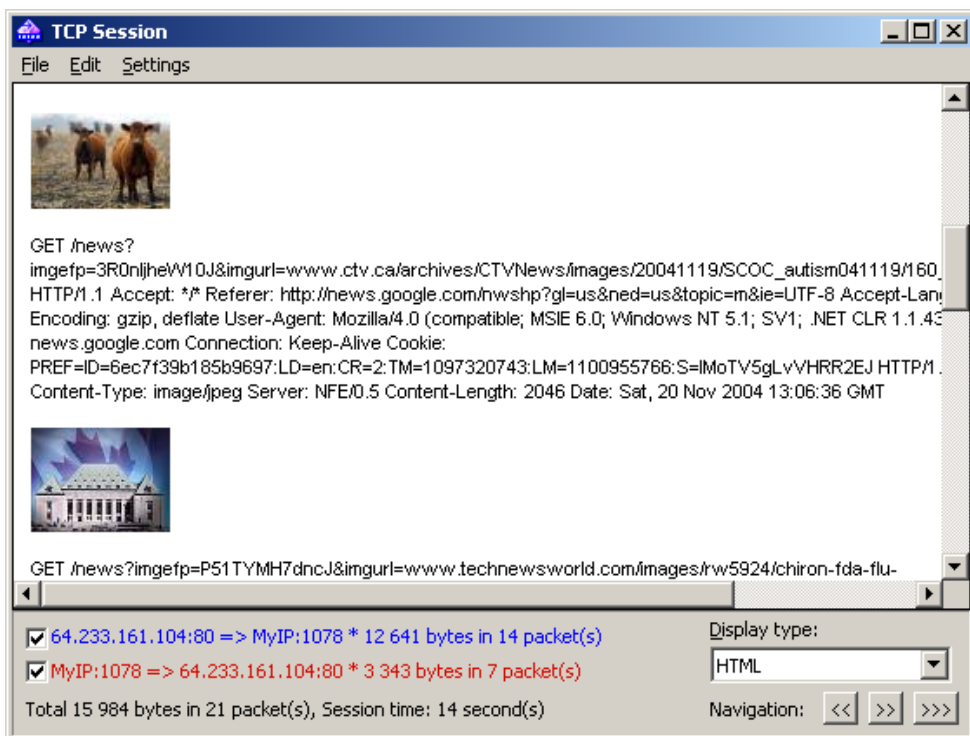 TCP Session
File Edit Settings
GET /news?
imgefp=3R0nljheW10J&imgurl=www.ctv.ca/archives/CTVNews/images/20041119/SCOC_autism041119/160_
HTTP/1.1 Accept: */* Referer: http://news.google.com/nwshp?gl=us&ned=us&topic=m&ie=UTF-8 Accept-Lan
Encoding: gzip, deflate User-Agent: Mozilla/4.0 (compatible; MSIE 6.0; Windows NT 5.1; SV1; .NET CLR 1.1.43
news.google.com Connection: Keep-Alive Cookie:
PREF=ID=6ec7f39b185b9697:LD=en:CR=2:TM=1097320743:LM=1100955766:S=lMoTV5gLvVHRR2EJ HTTP/1.
Content-Type: image/jpeg Server: NFE/0.5 Content-Length: 2046 Date: Sat, 20 Nov 2004 13:06:36 GMT
GET /news?imgefp=P51TYMH7dncJ&imgurl=www.technewsworld.com/images/rw5924/chiron-fda-flu-
64.233.161.104:80 => MyIP:1078 * 12 641 bytes in 14 packet(s)
Display type:
MyIP:1078 => 64.233.161.104:80 * 3 343 bytes in 7 packet(s)
HTML
Total 15 984 bytes in 21 packet(s), Session time: 14 second(s)
Navigation: << >> >>>